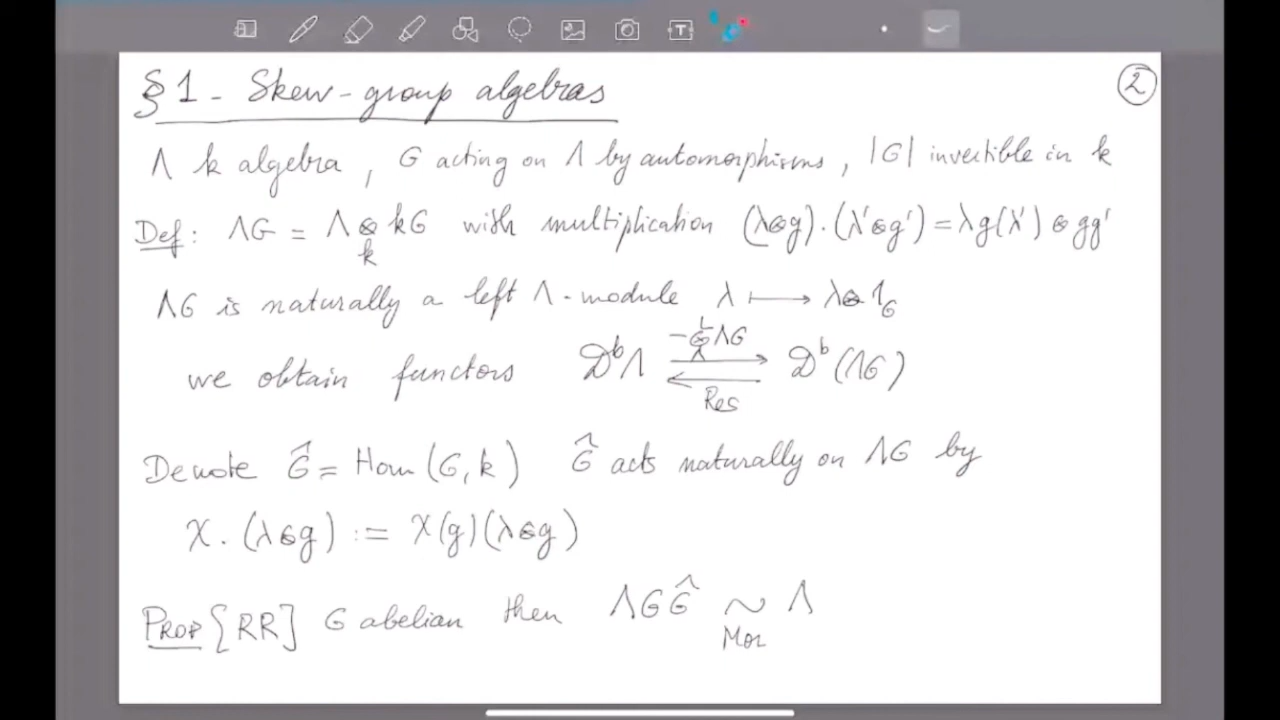 §1 - Skew-group algebras
②
Λ k algebra, G acting on Λ by automorphisms, |G| invertible in k
Def: ΛG = Λ ⊗_k kG with multiplication (λ⊗g).(λ'⊗g') = λg(λ') ⊗ gg'
ΛG is naturally a left Λ-module λ ⟼ λ⊗1_G
we obtain functors D^bΛ ⇄ D^b(ΛG) -⊗^L_Λ ΛG Res
Denote Ĝ = Hom(G,k) Ĝ acts naturally on ΛG by
χ.(λ⊗g) := χ(g)(λ⊗g)
PROP [RR] G abelian then ΛGĜ ~_Mor Λ